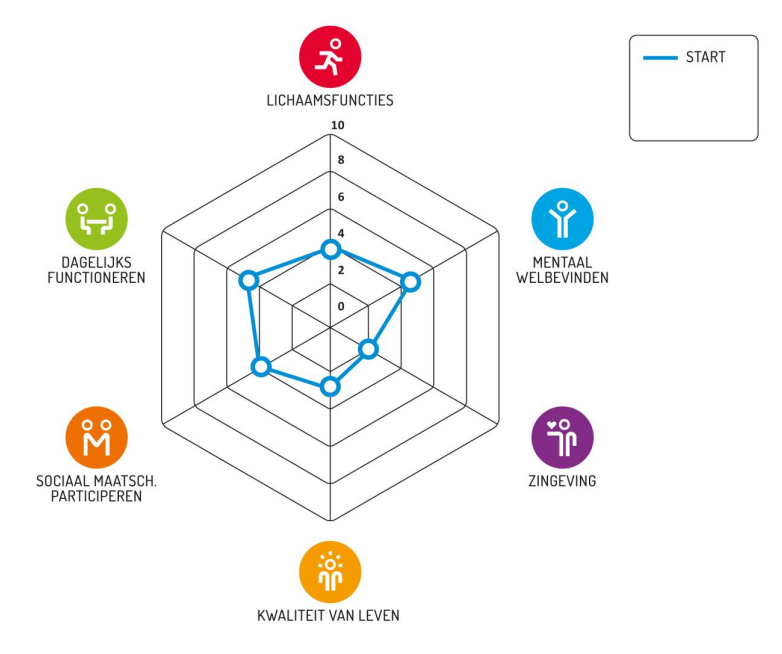 START
LICHAAMSFUNCTIES
10
8
6
4
2
0
DAGELIJKS
FUNCTIONEREN
MENTAAL
WELBEVINDEN
SOCIAAL MAATSCH.
PARTICIPEREN
ZINGEVING
KWALITEIT VAN LEVEN